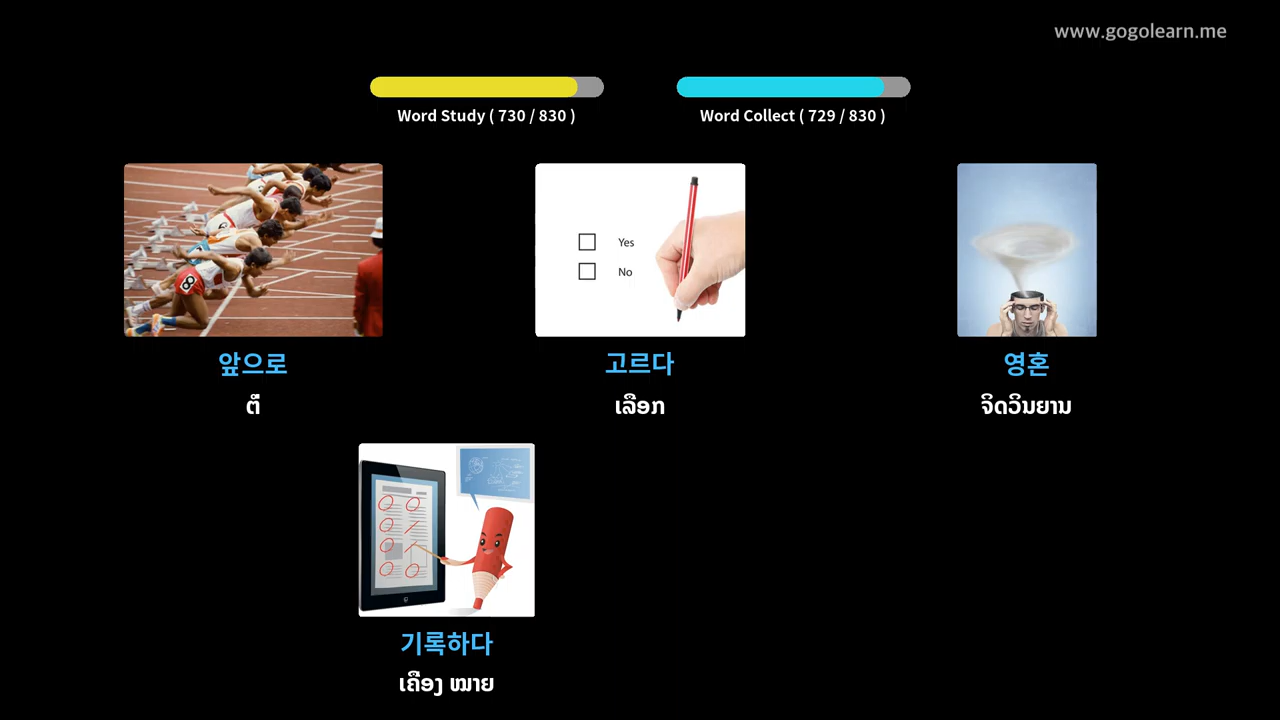 www.gogolearn.me
Word Study ( 730 / 830 )
Word Collect ( 729 / 830 )
Yes
No
8
앞으로
고르다
영혼
ຕໍ່
ເລືອກ
ຈິດວິນຍານ
기록하다
ເຄື່ອງ ໝາຍ